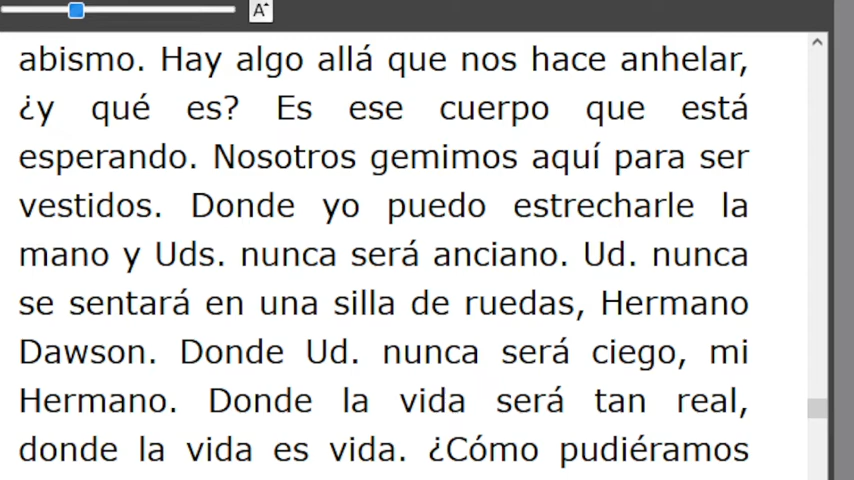 A
abismo. Hay algo allá que nos hace anhelar,
¿y qué es? Es ese cuerpo que está
esperando. Nosotros gemimos aquí para ser
vestidos. Donde yo puedo estrecharle la
mano y Uds. nunca será anciano. Ud. nunca
se sentará en una silla de ruedas, Hermano
Dawson. Donde Ud. nunca será ciego, mi
Hermano. Donde la vida será tan real,
donde la vida es vida. ¿Cómo pudiéramos